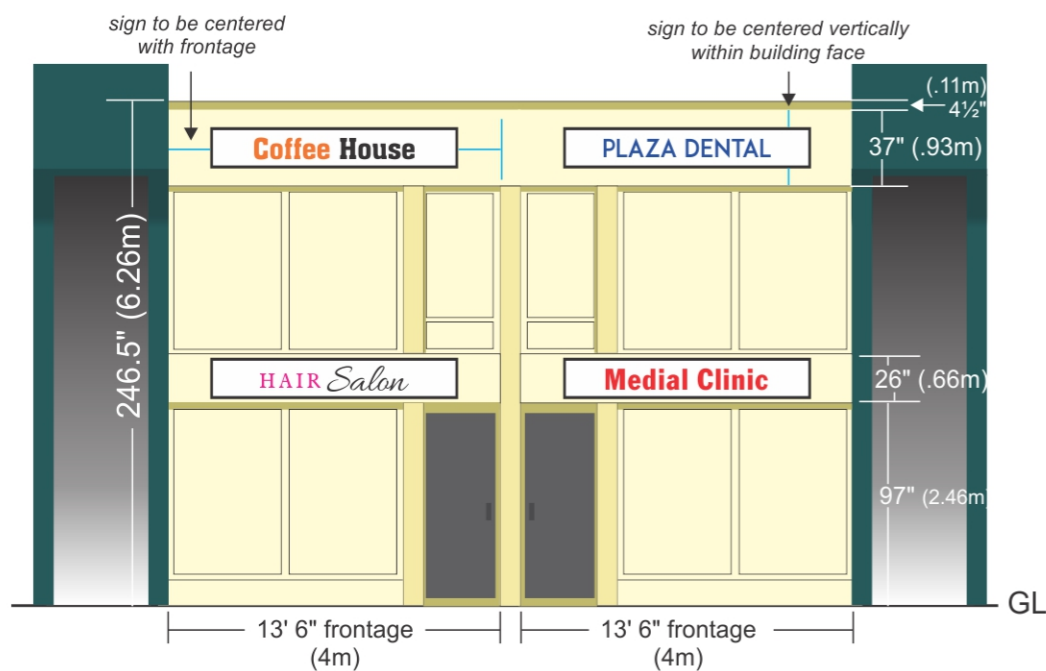 sign to be centered
with frontage
sign to be centered vertically
within building face
(.11m)
4½"
Coffee House
PLAZA DENTAL
37" (.93m)
246.5" (6.26m)
HAIR Salon
Medial Clinic
26" (.66m)
97" (2.46m)
GL
13' 6" frontage
(4m)
13' 6" frontage
(4m)